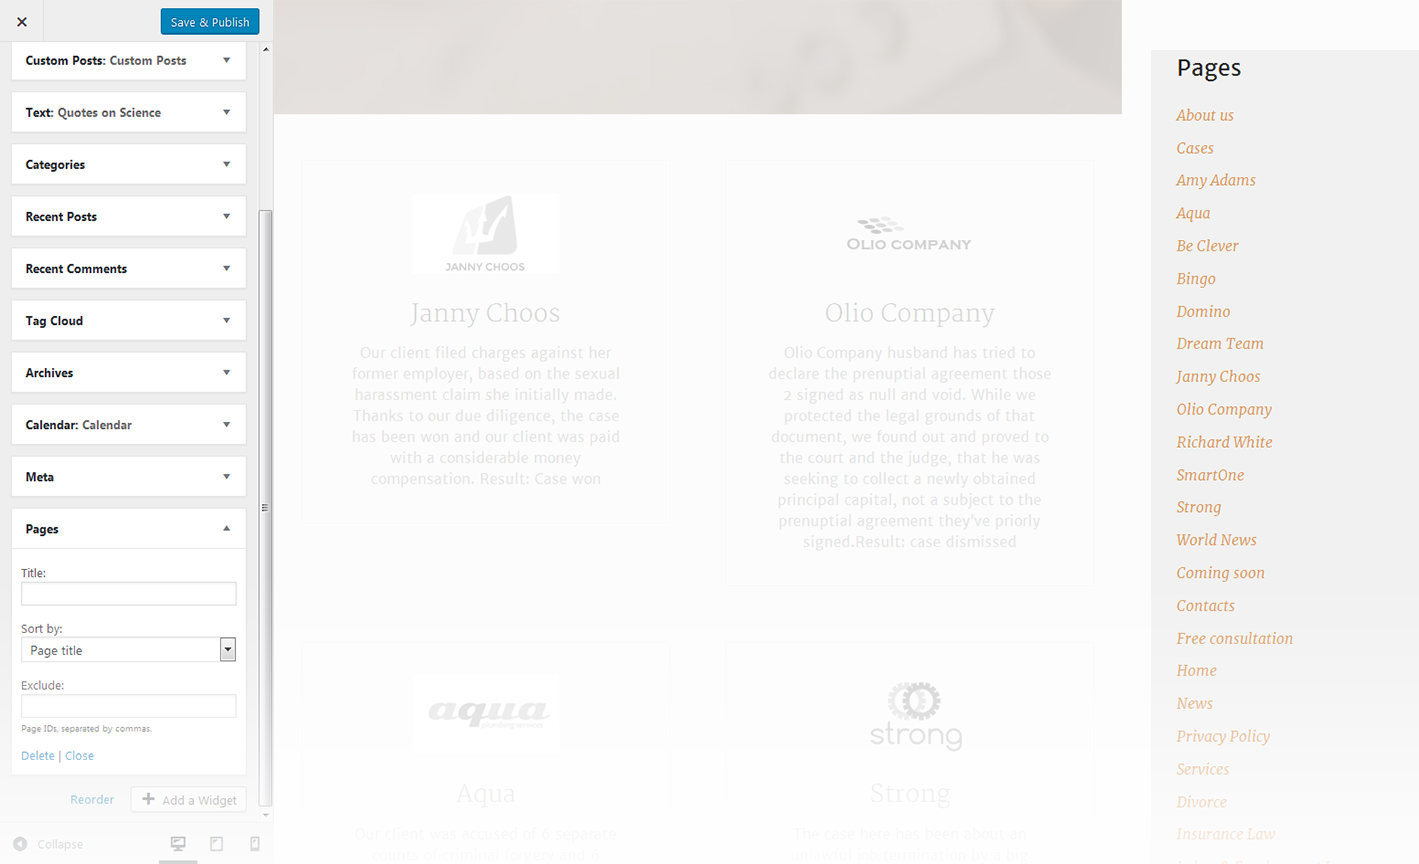 Save & Publish
Custom Posts: Custom Posts
Text: Quotes on Science
Categories
Recent Posts
Recent Comments
Tag Cloud
Archives
Calendar: Calendar
Meta
Pages
Title:
Sort by:
Page title
Exclude:
Page IDs, separated by commas.
Delete | Close
Reorder
Add a Widget
Collapse
JANNY CHOOS
Janny Choos
Our client filed charges against her
former employer, based on the sexual
harassment claim she initially made.
Thanks to our due diligence, the case
has been won and our client was paid
with a considerable money
compensation. Result: Case won
OLIO COMPANY
Olio Company
Olio Company husband has tried to
declare the prenuptial agreement those
2 signed as null and void. While we
protected the legal grounds of that
document, we found out and proved to
the court and the judge, that he was
seeking to collect a newly obtained
principal capital, not a subject to the
prenuptial agreement they've priorly
signed.Result: case dismissed
aqua
plumbing services
Aqua
Our client was accused of 6 separate
counts of criminal forgery and 6
strong
Strong
The case here has been about an
unlawful job termination by a big
Pages
About us
Cases
Amy Adams
Aqua
Be Clever
Bingo
Domino
Dream Team
Janny Choos
Olio Company
Richard White
SmartOne
Strong
World News
Coming soon
Contacts
Free consultation
Home
News
Privacy Policy
Services
Divorce
Insurance Law